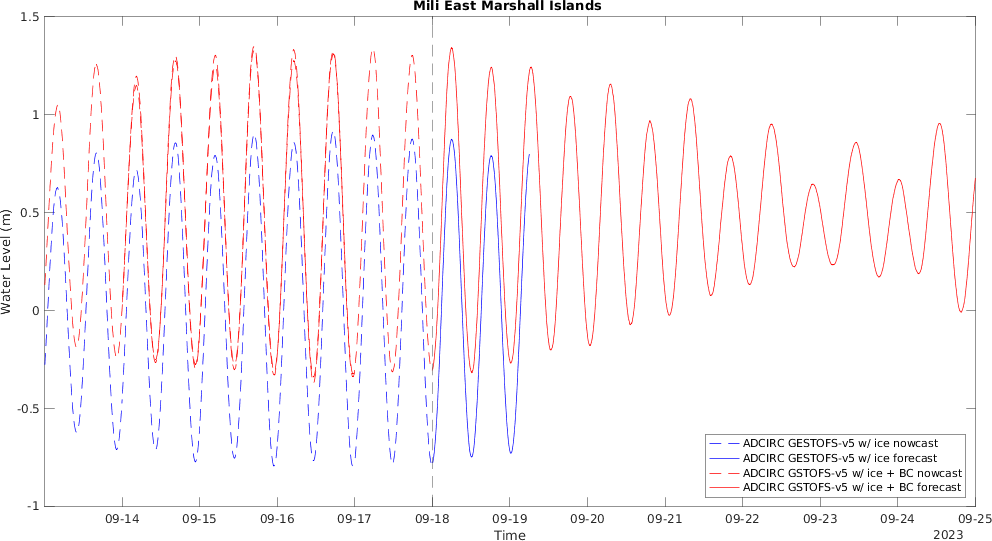 Mili East Marshall Islands
1.5
1
0.5
0
-0.5
-1
Water Level (m)
ADCIRC GESTOFS-v5 w/ ice nowcast
ADCIRC GESTOFS-v5 w/ ice forecast
ADCIRC GSTOFS-v5 w/ ice + BC nowcast
ADCIRC GSTOFS-v5 w/ ice + BC forecast
09-14 09-15 09-16 09-17 09-18 09-19 09-20 09-21 09-22 09-23 09-24 09-25
Time
2023